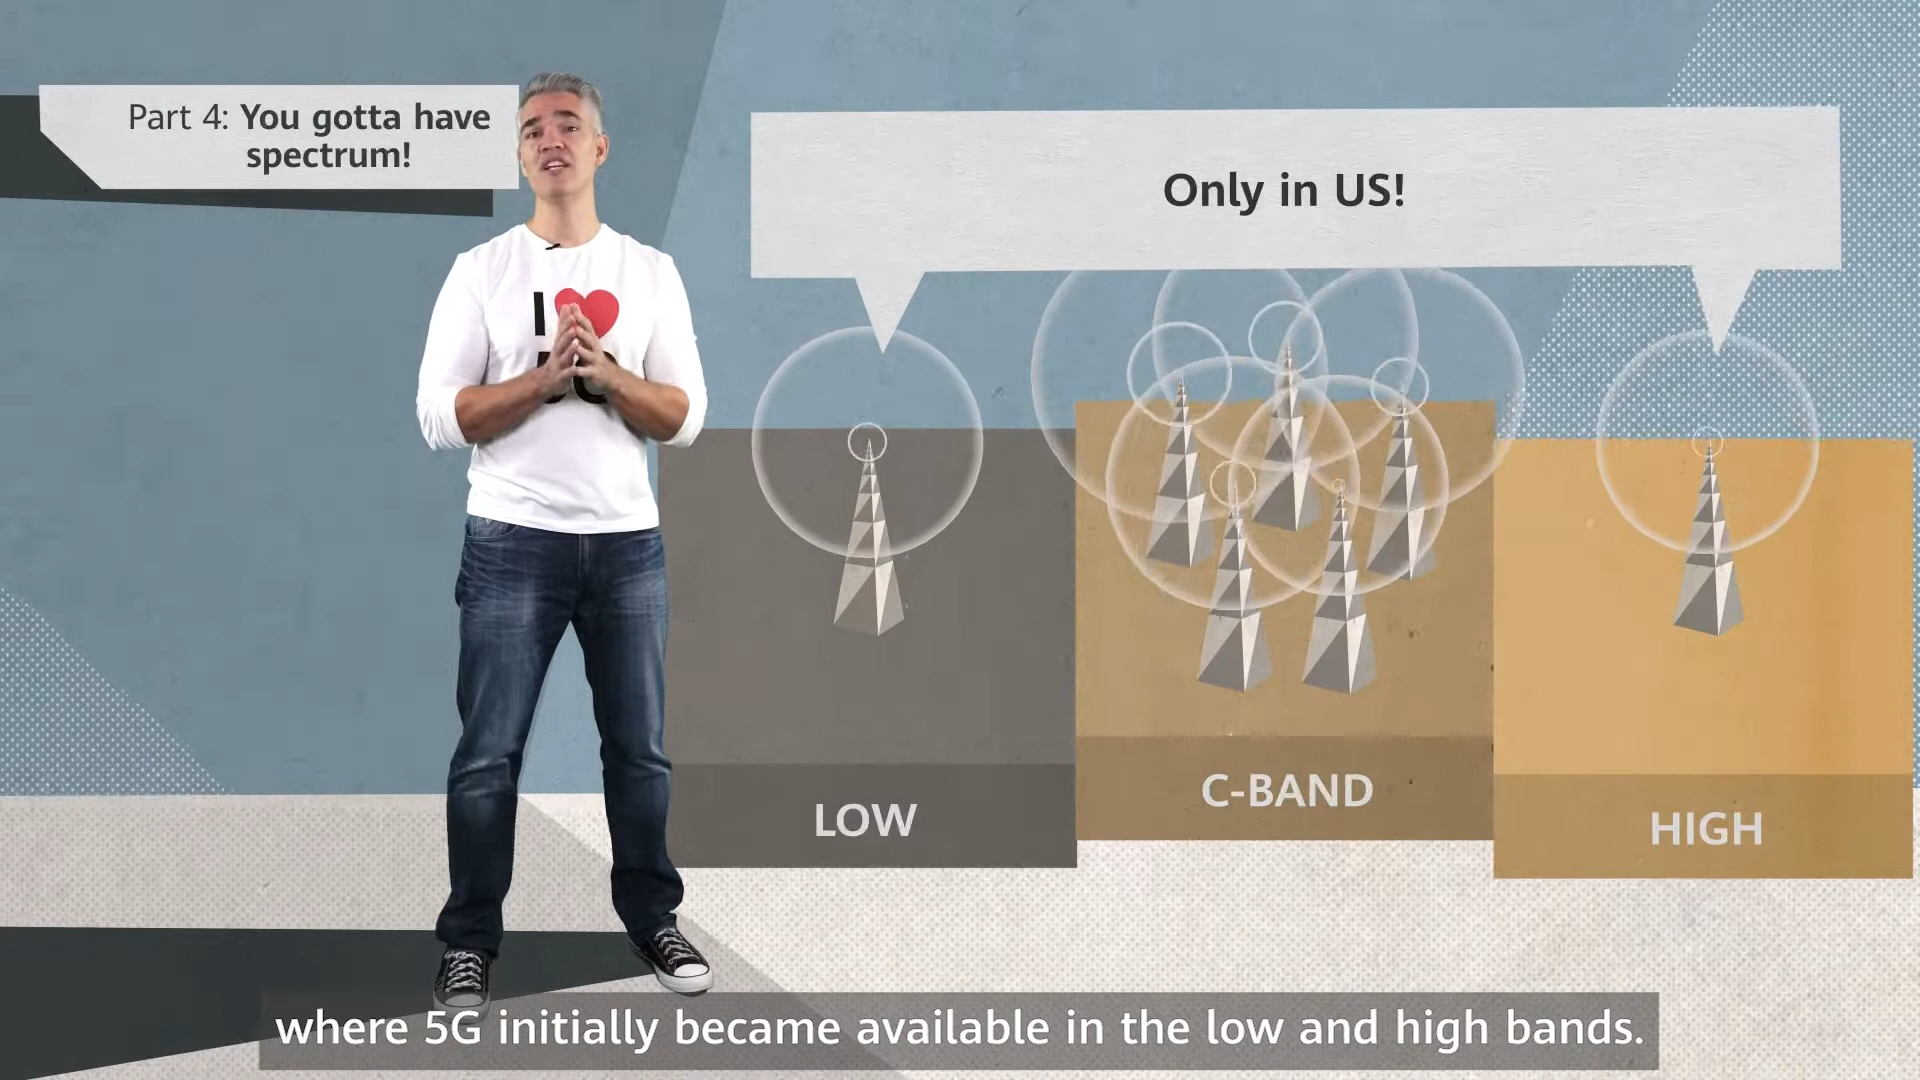 Part 4: You gotta have
spectrum!
Only in US!
I
LOW
C-BAND
HIGH
where 5G initially became available in the low and high bands.